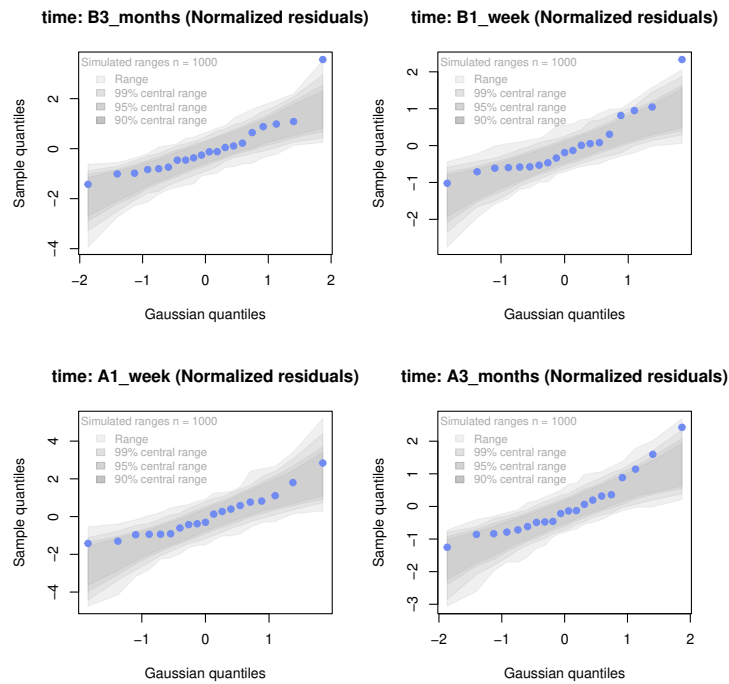 time: B3_months (Normalized residuals)
Simulated ranges n = 1000
Range
99% central range
95% central range
90% central range
Sample quantiles
2
0
−2
−4
−2
−1
0
1
2
Gaussian quantiles
time: B1_week (Normalized residuals)
Simulated ranges n = 1000
Range
99% central range
95% central range
90% central range
Sample quantiles
2
1
0
−1
−2
−1
0
1
Gaussian quantiles
time: A1_week (Normalized residuals)
Simulated ranges n = 1000
Range
99% central range
95% central range
90% central range
Sample quantiles
4
2
0
−2
−4
−1
0
1
Gaussian quantiles
time: A3_months (Normalized residuals)
Simulated ranges n = 1000
Range
99% central range
95% central range
90% central range
Sample quantiles
2
1
0
−1
−2
−3
−2
−1
0
1
2
Gaussian quantiles